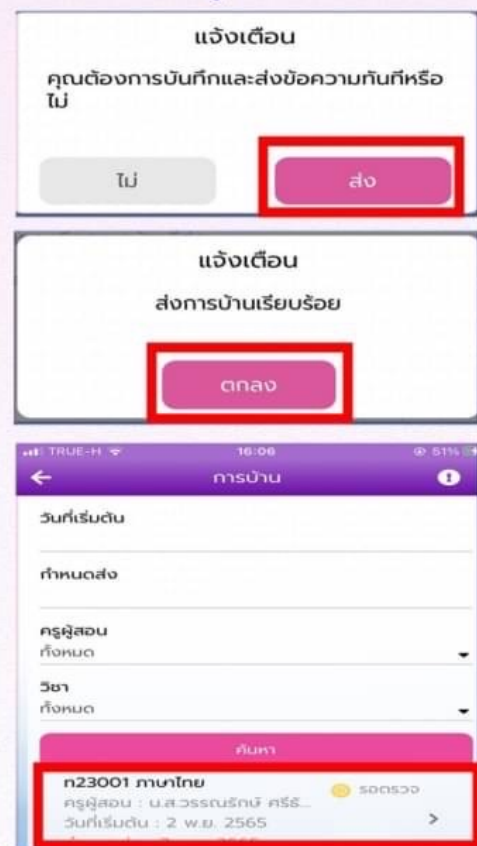 แจ้งเตือน
คุณต้องการบันทึกและส่งข้อความทันทีหรือ
ไม่
ไม่
ส่ง
แจ้งเตือน
ส่งการบ้านเรียบร้อย
ตกลง
TRUE-H 16:06 51%
การบ้าน
วันที่เริ่มต้น
กำหนดส่ง
ครูผู้สอน
ทั้งหมด
วิชา
ทั้งหมด
ค้นหา
ท23001 ภาษาไทย
รอตรวจ
ครูผู้สอน : น.ส.วรรณรักษ์ ศรีธั...
วันที่เริ่มต้น : 2 พ.ย. 2565